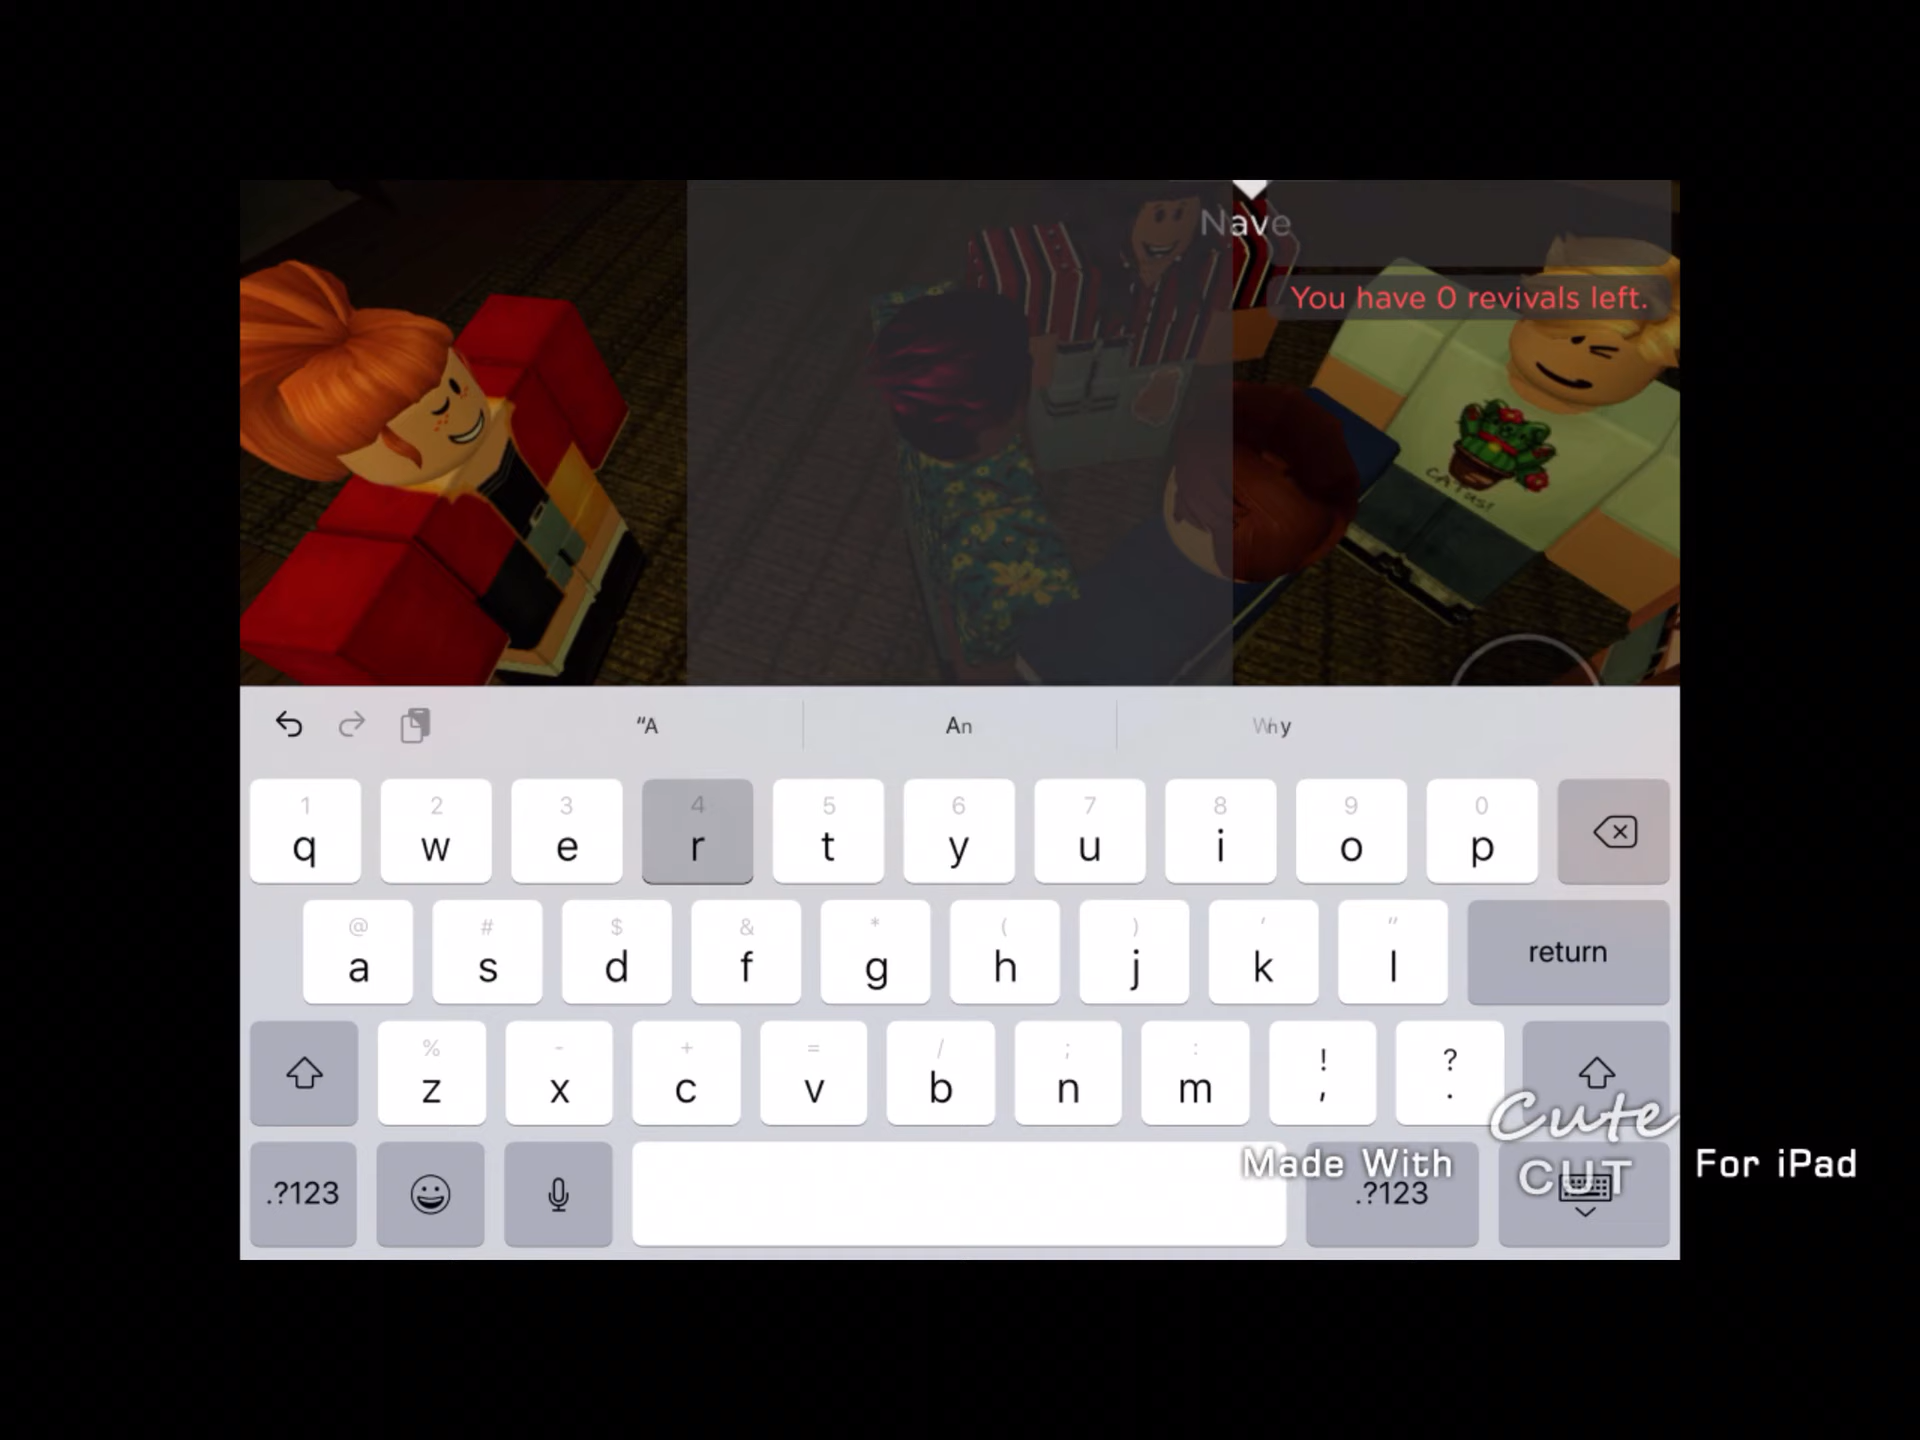 Nave
You have 0 revivals left.
CATUS!
“A An Why
1 2 3 4 5 6 7 8 9 0
q w e r t y u i o p
@ # $ & * ( ) ' "
a s d f g h j k l return
% - + = / ; : ! ?
z x c v b n m , .
.?123 .?123
Made With Cute CUT For iPad